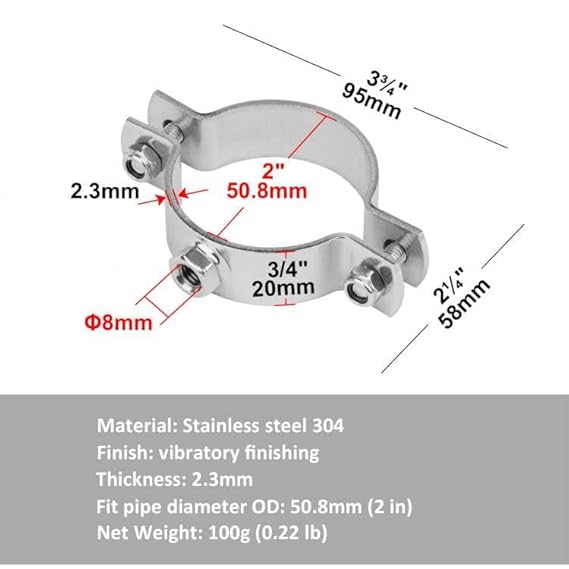 3¾"
95mm
2"
50.8mm
2.3mm
3/4"
20mm
2¼"
58mm
Φ8mm
Material: Stainless steel 304
Finish: vibratory finishing
Thickness: 2.3mm
Fit pipe diameter OD: 50.8mm (2 in)
Net Weight: 100g (0.22 lb)